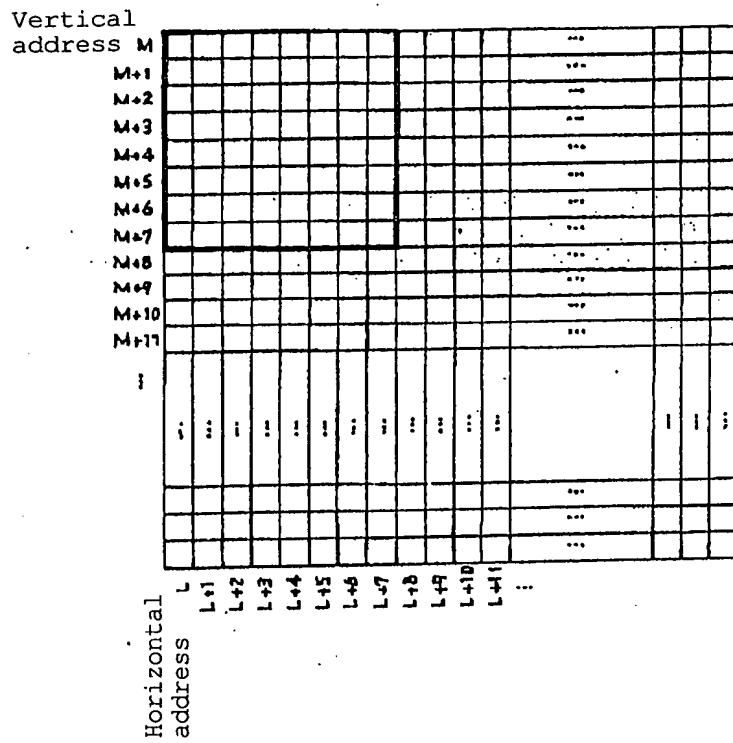 Vertical
address M
M+1
M+2
M+3
M+4
M+5
M+6
M+7
M+8
M+9
M+10
M+11
...
L
L+1
L+2
L+3
L+4
L+5
L+6
L+7
L+8
L+9
L+10
L+11
...
Horizontal
address